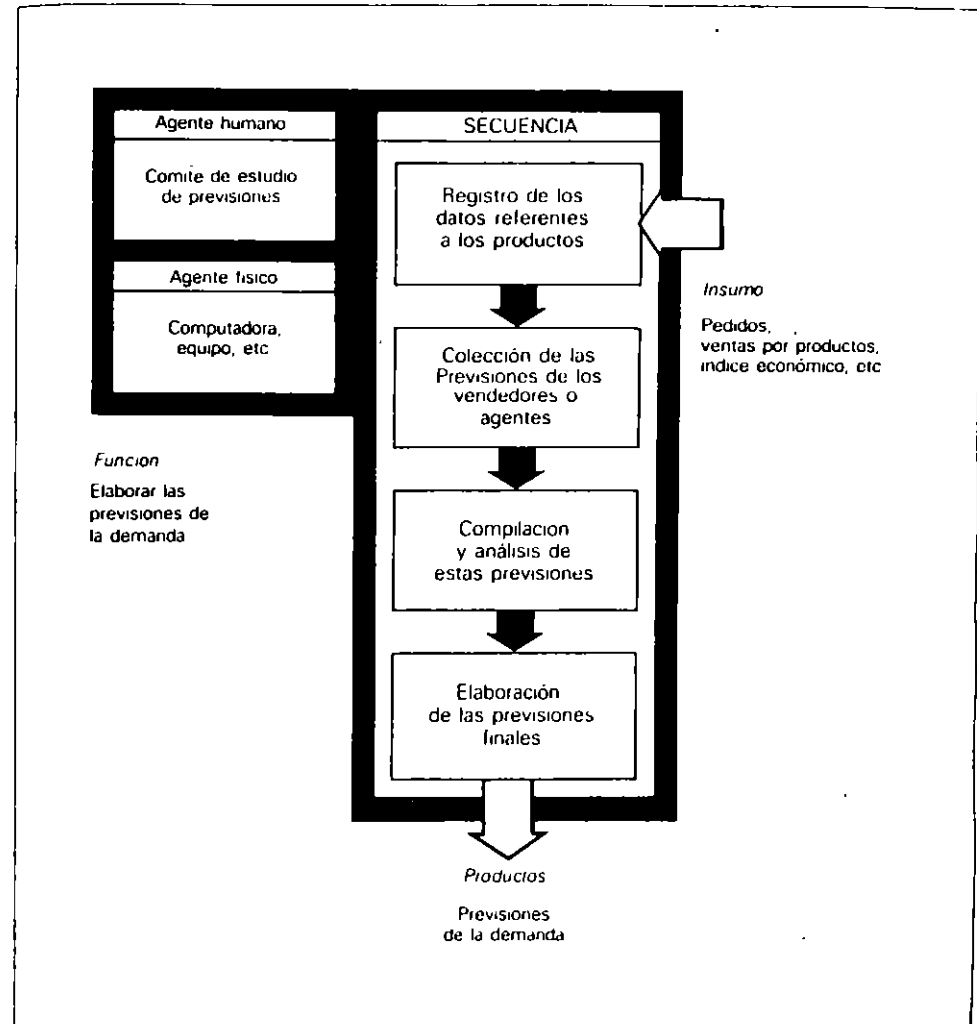 Agente humano
Comite de estudio
de previsiones
Agente fisico
Computadora,
equipo, etc
Funcion
Elaborar las
previsiones de
la demanda
SECUENCIA
Registro de los
datos referentes
a los productos
Colección de las
Previsiones de los
vendedores o
agentes
Compilacion
y análisis de
estas previsiones
Elaboración
de las previsiones
finales
Insumo
Pedidos,
ventas por productos,
indice económico, etc
Productos
Previsiones
de la demanda